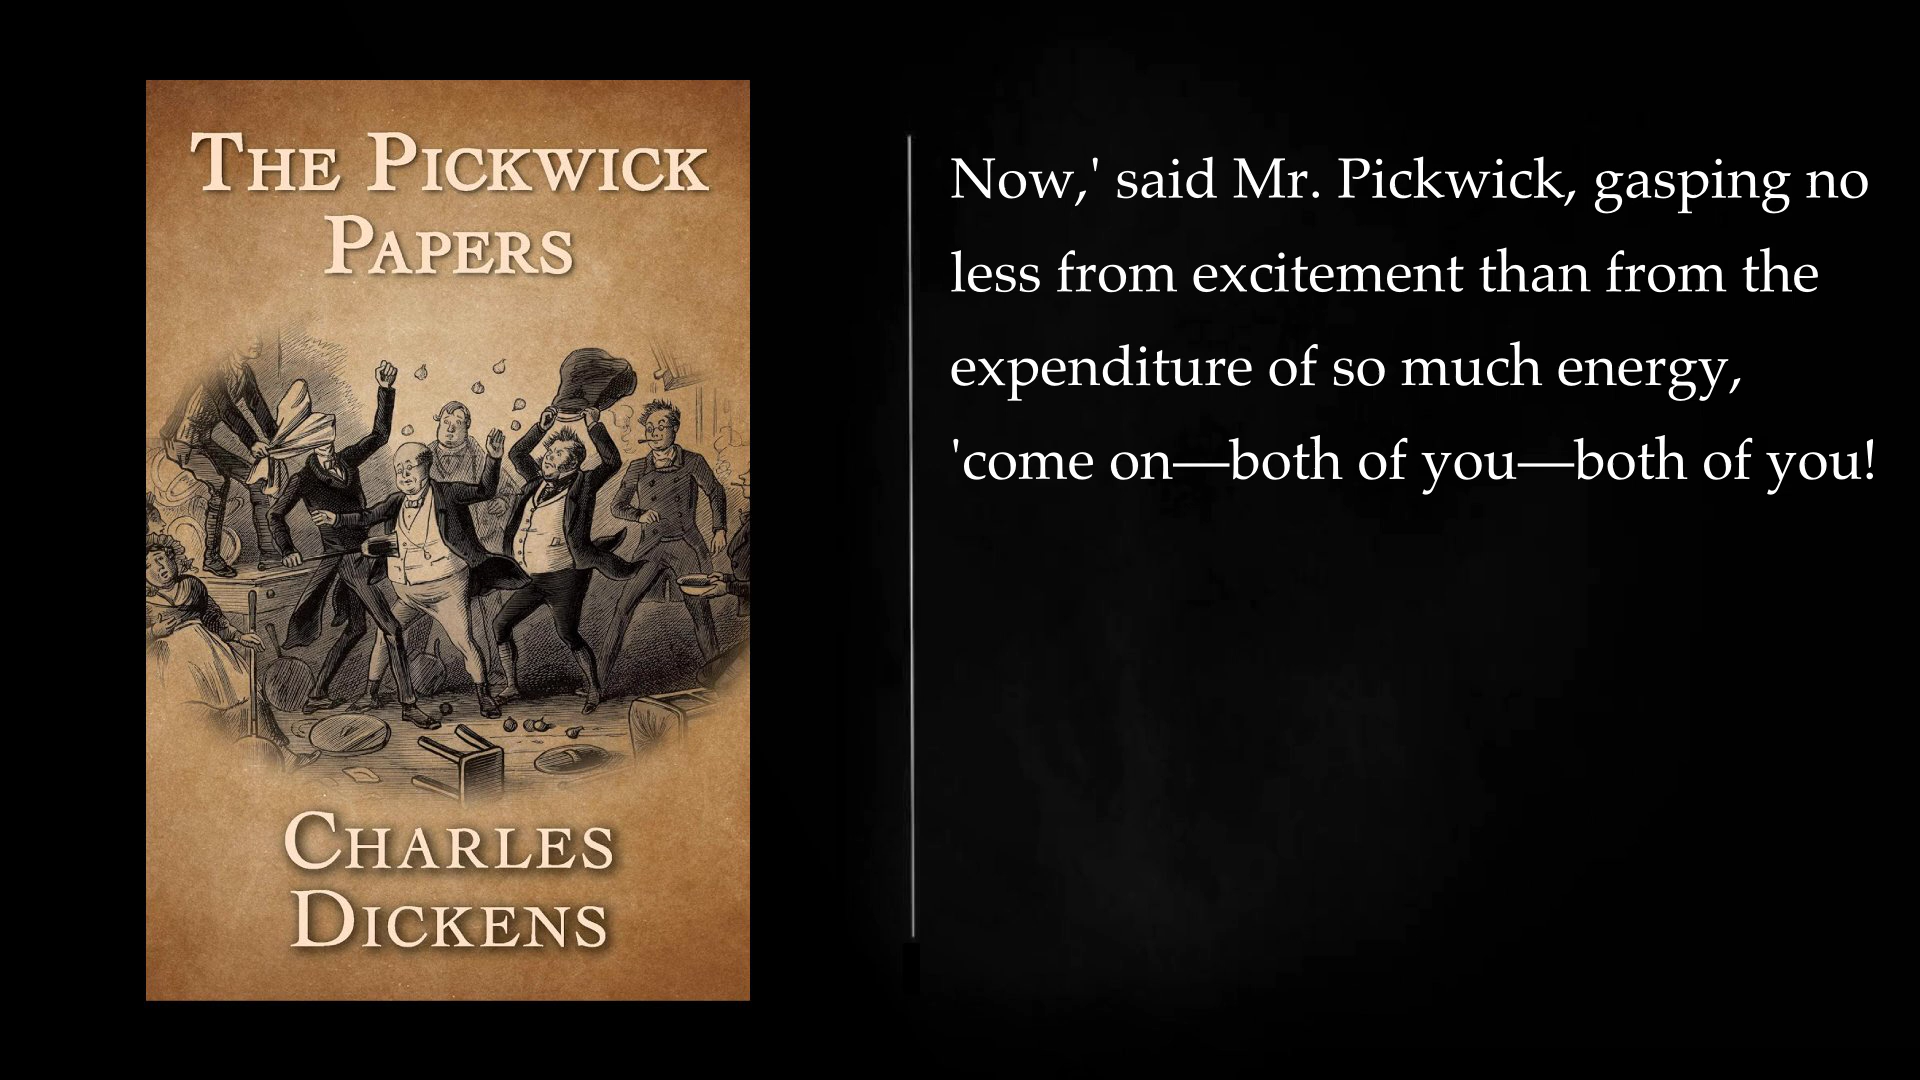 The Pickwick
Papers
Charles
Dickens
Now,' said Mr. Pickwick, gasping no
less from excitement than from the
expenditure of so much energy,
'come on—both of you—both of you!